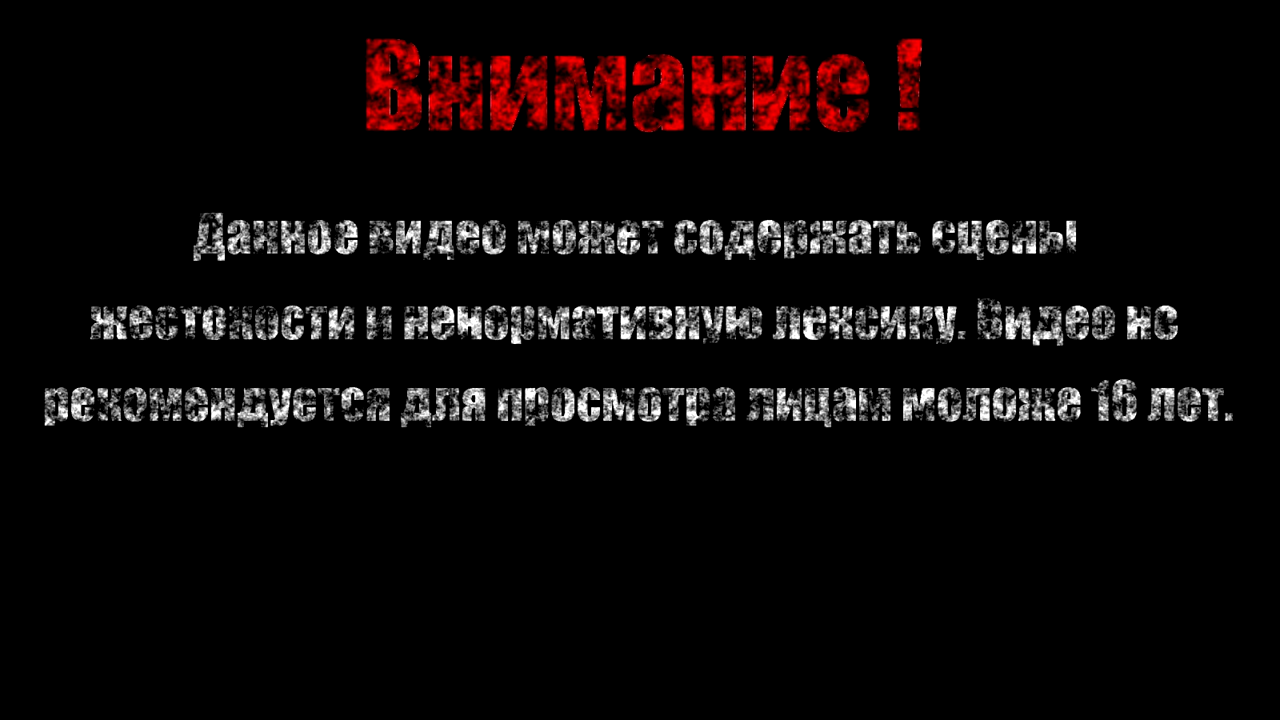 Внимание !
Данное видео может содержать сцены
жестокости и ненормативную лексику. Видео не
рекомендуется для просмотра лицам моложе 16 лет.